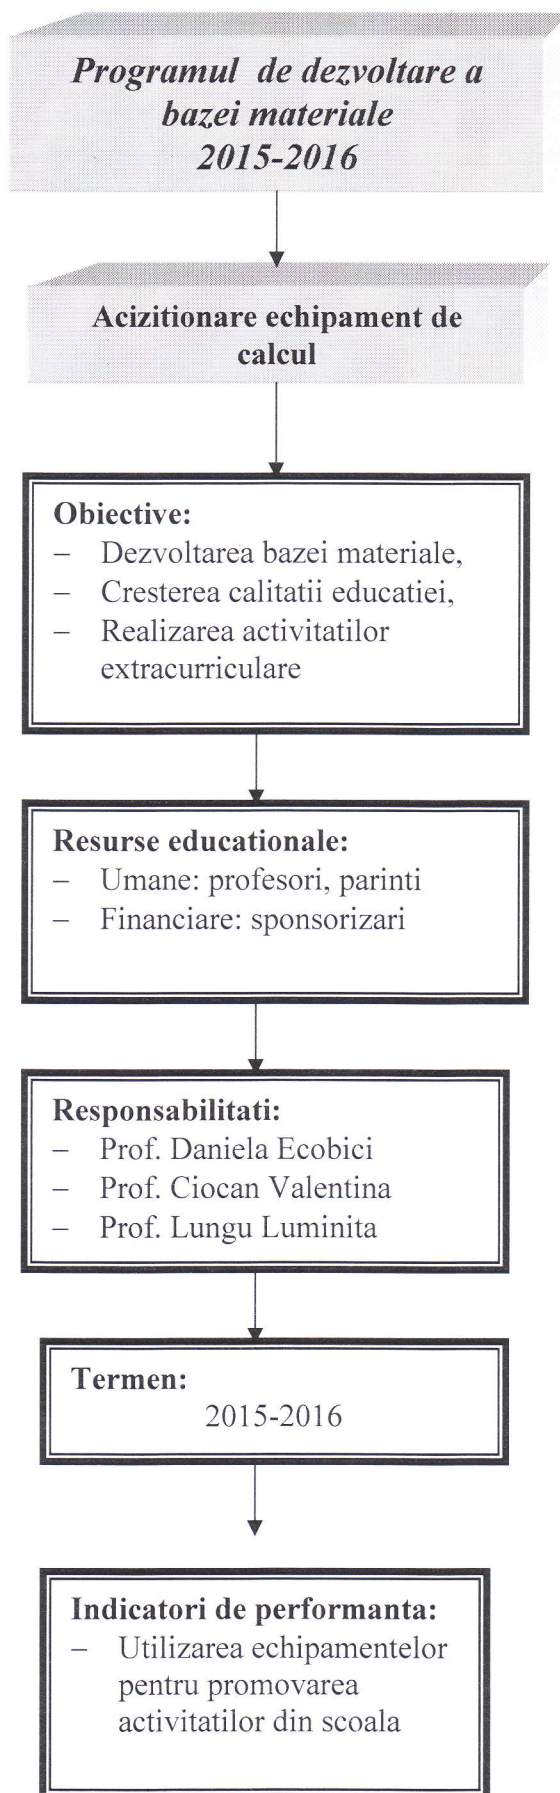 Programul de dezvoltare a
bazei materiale
2015-2016
Acizitionare echipament de
calcul
Obiective:
– Dezvoltarea bazei materiale,
– Cresterea calitatii educatiei,
– Realizarea activitatilor
extracurriculare
Resurse educationale:
– Umane: profesori, parinti
– Financiare: sponsorizari
Responsabilitati:
– Prof. Daniela Ecobici
– Prof. Ciocan Valentina
– Prof. Lungu Luminita
Termen:
2015-2016
Indicatori de performanta:
– Utilizarea echipamentelor
pentru promovarea
activitatilor din scoala